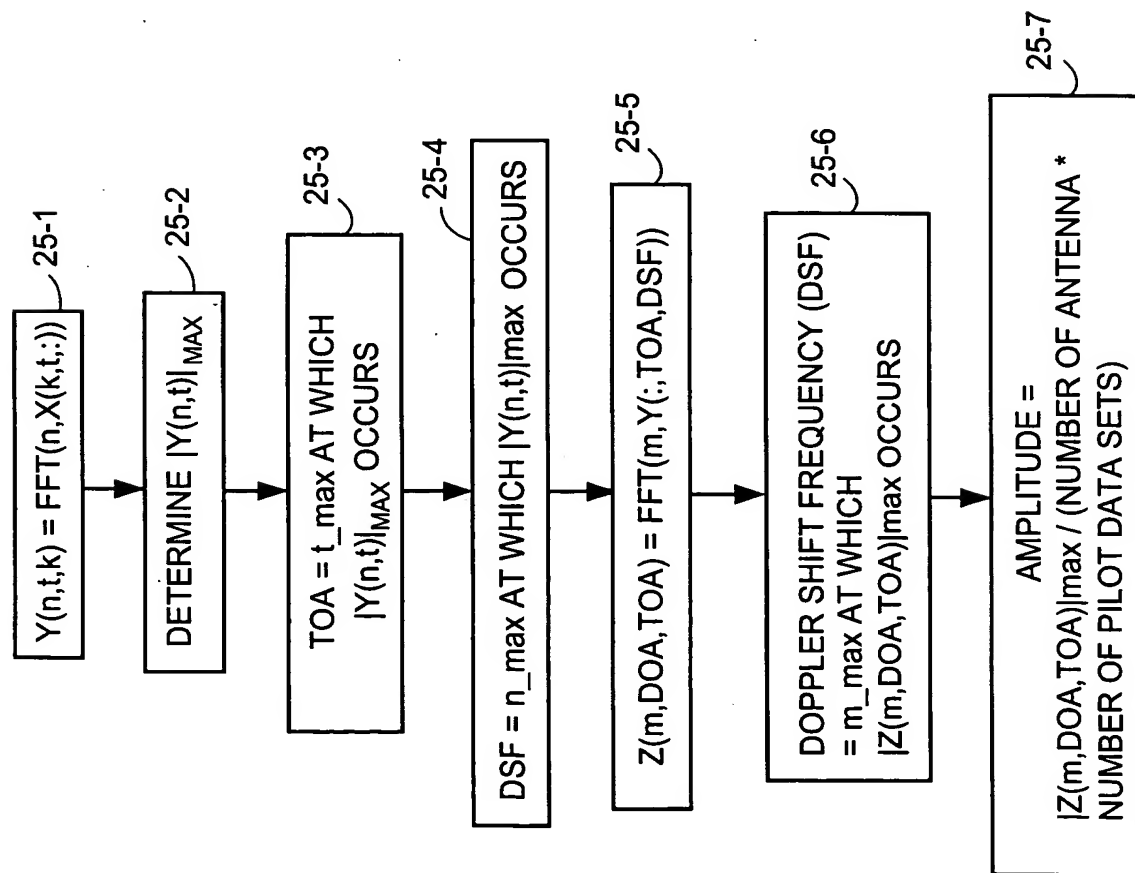 25-1
Y(n,t,k) = FFT(n,X(k,t,:))
25-2
DETERMINE |Y(n,t)|MAX
25-3
TOA = t_max AT WHICH
|Y(n,t)|MAX OCCURS
25-4
DSF = n_max AT WHICH |Y(n,t)|max OCCURS
25-5
Z(m,DOA,TOA) = FFT(m,Y(:,TOA,DSF))
25-6
DOPPLER SHIFT FREQUENCY (DSF)
= m_max AT WHICH
|Z(m,DOA,TOA)|max OCCURS
25-7
AMPLITUDE =
|Z(m,DOA,TOA)|max / (NUMBER OF ANTENNA *
NUMBER OF PILOT DATA SETS)